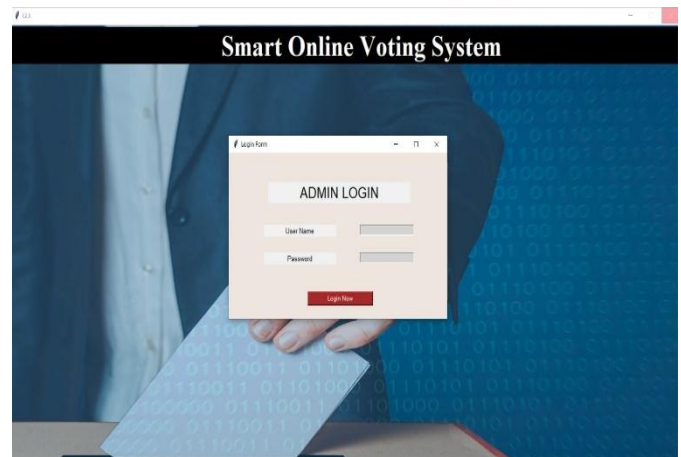 Smart Online Voting System
Login Form
ADMIN LOGIN
User Name
Password
Login Now